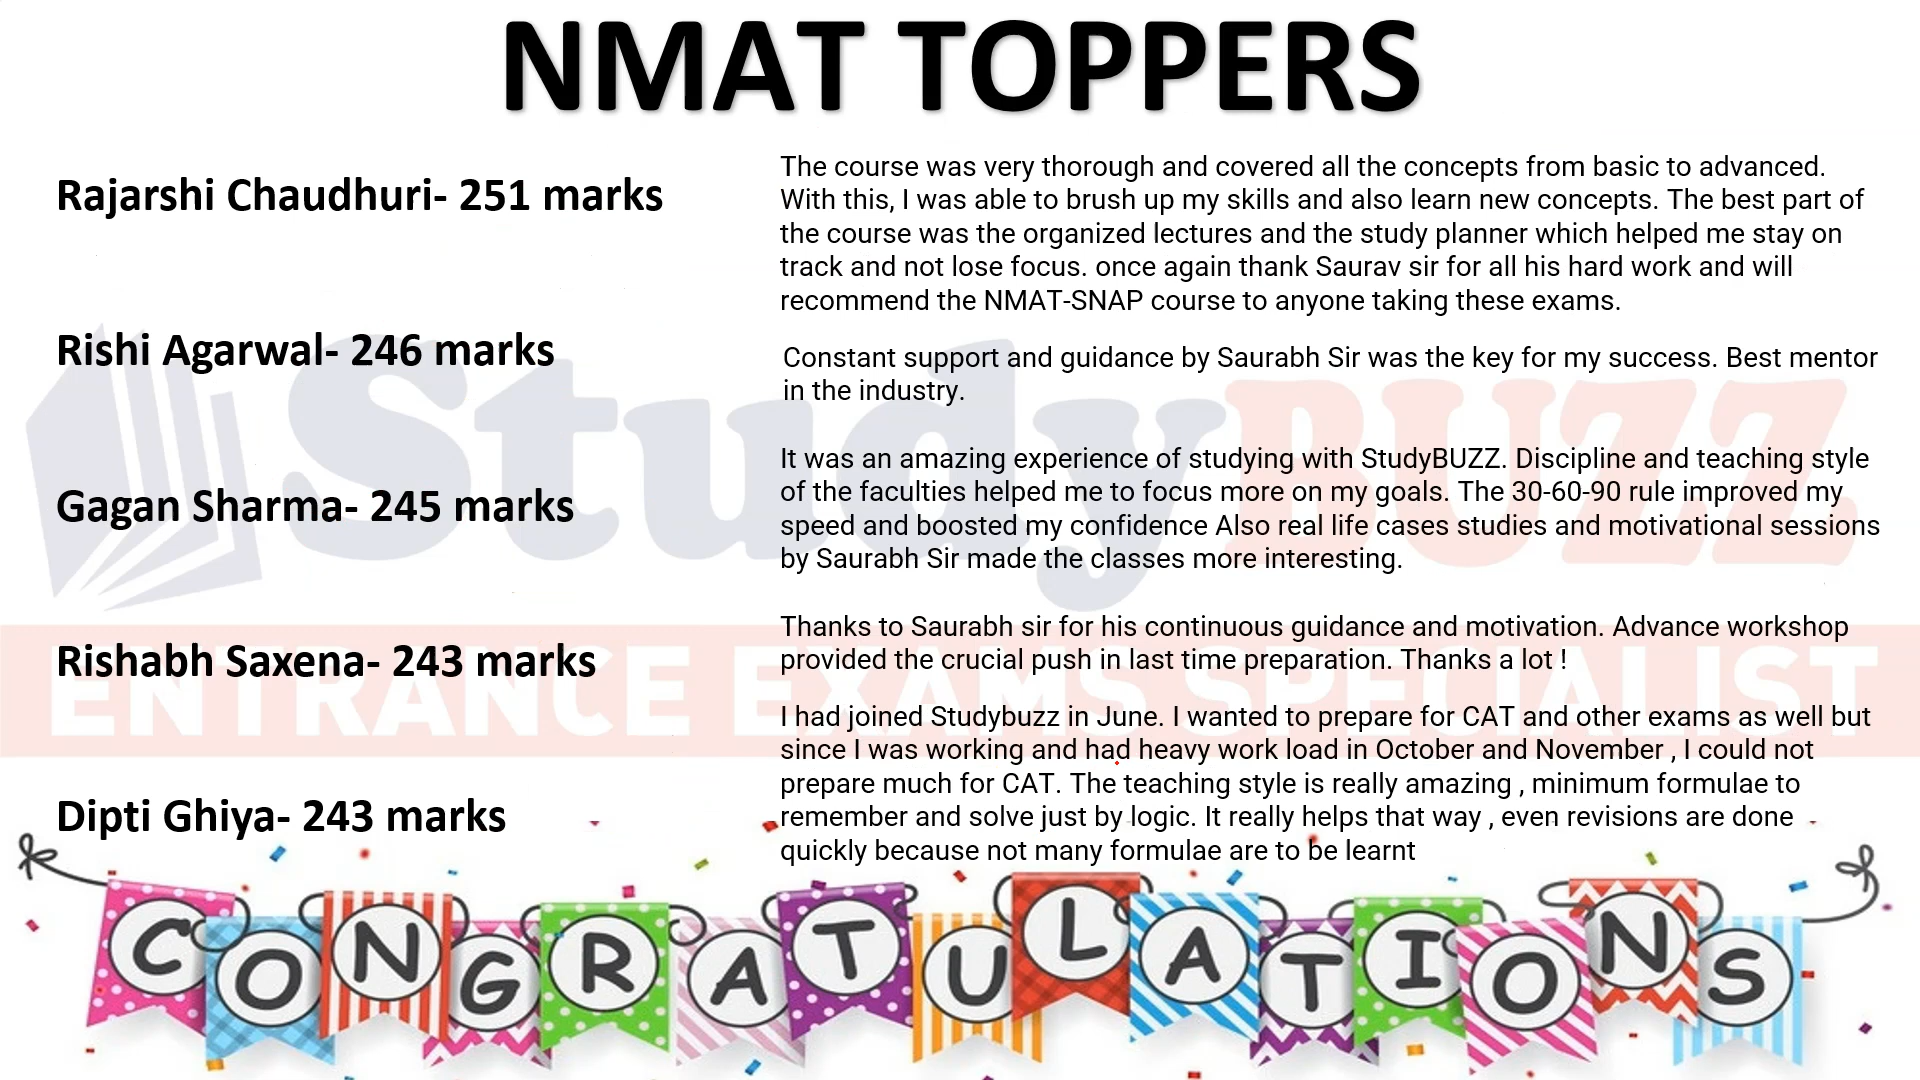 NMAT TOPPERS
Rajarshi Chaudhuri- 251 marks
The course was very thorough and covered all the concepts from basic to advanced.
With this, I was able to brush up my skills and also learn new concepts. The best part of
the course was the organized lectures and the study planner which helped me stay on
track and not lose focus. once again thank Saurav sir for all his hard work and will
recommend the NMAT-SNAP course to anyone taking these exams.
Rishi Agarwal- 246 marks
Constant support and guidance by Saurabh Sir was the key for my success. Best mentor
in the industry.
StudyBUZZ
Gagan Sharma- 245 marks
It was an amazing experience of studying with StudyBUZZ. Discipline and teaching style
of the faculties helped me to focus more on my goals. The 30-60-90 rule improved my
speed and boosted my confidence Also real life cases studies and motivational sessions
by Saurabh Sir made the classes more interesting.
Rishabh Saxena- 243 marks
Thanks to Saurabh sir for his continuous guidance and motivation. Advance workshop
provided the crucial push in last time preparation. Thanks a lot !
ENTRANCE EXAMS SPECIALIST
Dipti Ghiya- 243 marks
I had joined Studybuzz in June. I wanted to prepare for CAT and other exams as well but
since I was working and had heavy work load in October and November , I could not
prepare much for CAT. The teaching style is really amazing , minimum formulae to
remember and solve just by logic. It really helps that way , even revisions are done
quickly because not many formulae are to be learnt
CONGRATULATIONS